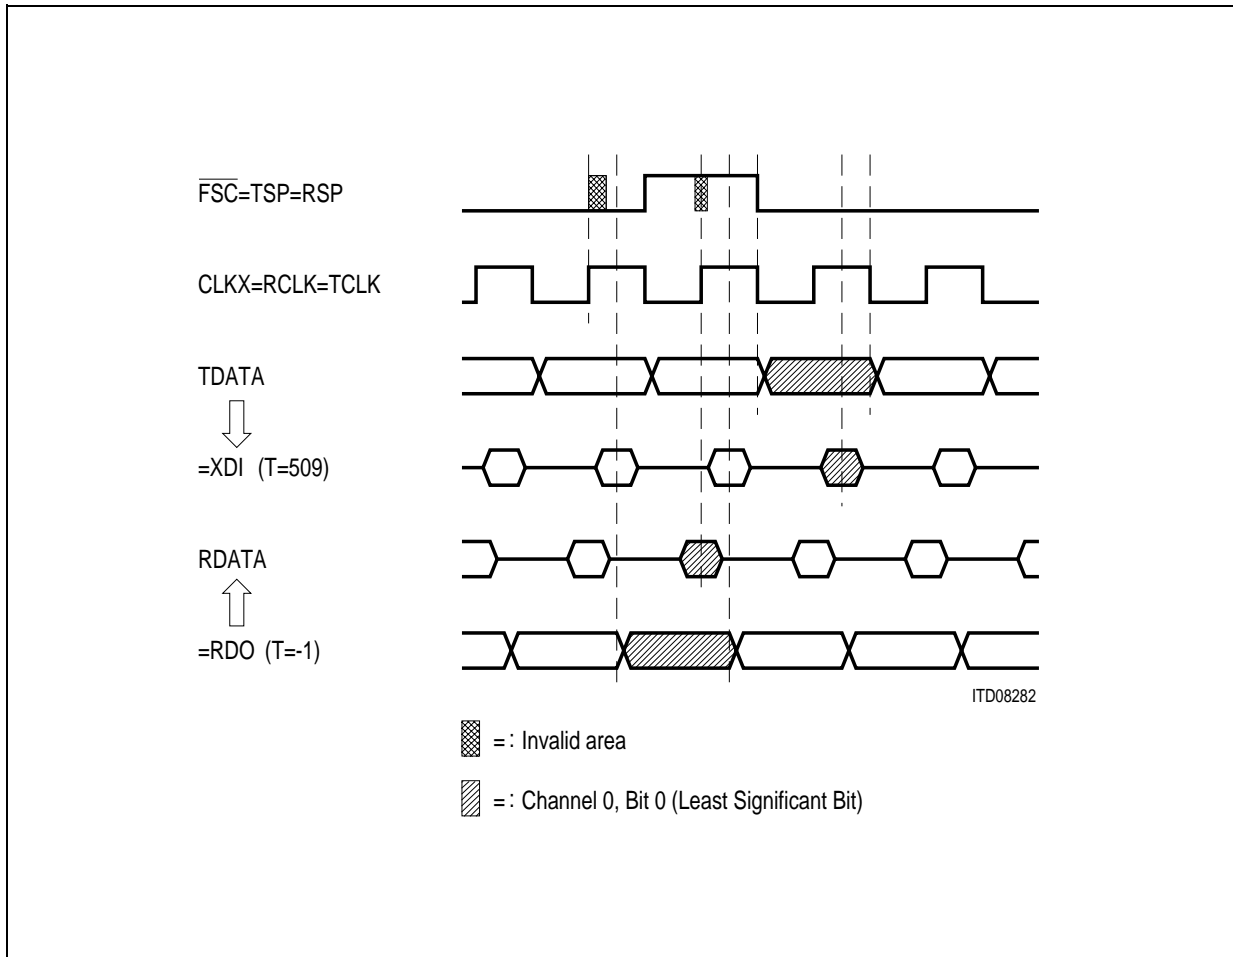 FSC=TSP=RSP
CLKX=RCLK=TCLK
TDATA
=XDI (T=509)
RDATA
=RDO (T=-1)
ITD08282
=: Invalid area
=: Channel 0, Bit 0 (Least Significant Bit)